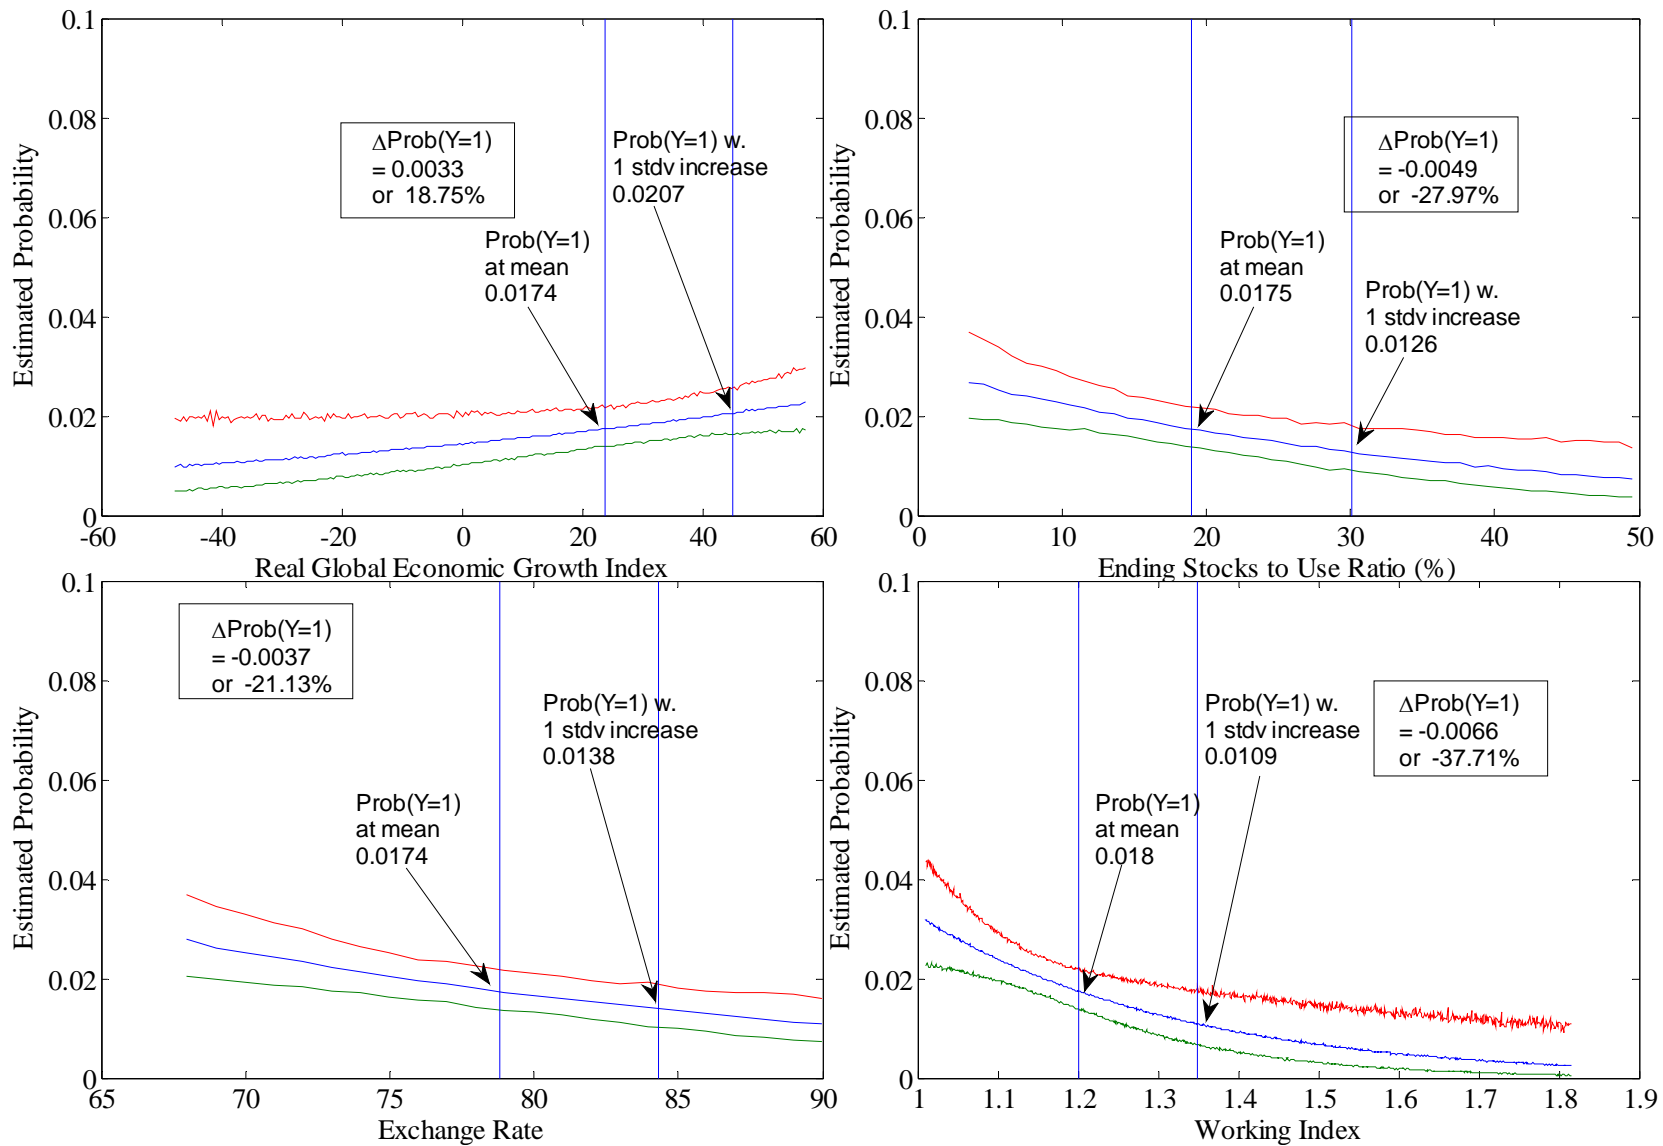 0.1
0.08
0.06
0.04
0.02
0
-60
-40
-20
0
20
40
60
Estimated Probability
Real Global Economic Growth Index
ΔProb(Y=1)
= 0.0033
or 18.75%
Prob(Y=1) w.
1 stdv increase
0.0207
Prob(Y=1)
at mean
0.0174
0.1
0.08
0.06
0.04
0.02
0
0
10
20
30
40
50
Estimated Probability
Ending Stocks to Use Ratio (%)
ΔProb(Y=1)
= -0.0049
or -27.97%
Prob(Y=1)
at mean
0.0175
Prob(Y=1) w.
1 stdv increase
0.0126
0.1
0.08
0.06
0.04
0.02
0
65
70
75
80
85
90
Estimated Probability
Exchange Rate
ΔProb(Y=1)
= -0.0037
or -21.13%
Prob(Y=1) w.
1 stdv increase
0.0138
Prob(Y=1)
at mean
0.0174
0.1
0.08
0.06
0.04
0.02
0
1
1.1
1.2
1.3
1.4
1.5
1.6
1.7
1.8
1.9
Estimated Probability
Working Index
Prob(Y=1) w.
1 stdv increase
0.0109
ΔProb(Y=1)
= -0.0066
or -37.71%
Prob(Y=1)
at mean
0.018